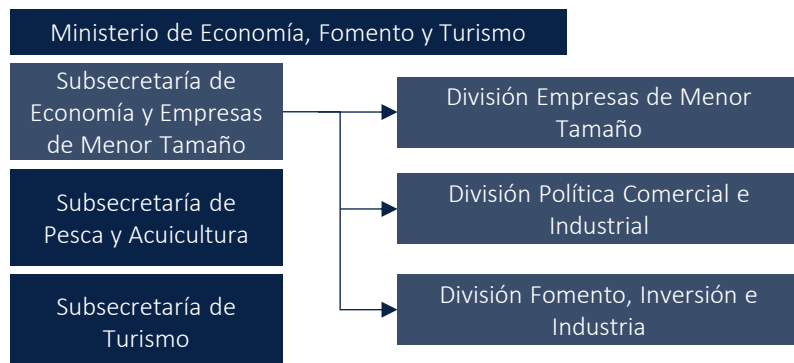 Ministerio de Economía, Fomento y Turismo
Subsecretaría de
Economía y Empresas
de Menor Tamaño
División Empresas de Menor
Tamaño
Subsecretaría de
Pesca y Acuicultura
División Política Comercial e
Industrial
Subsecretaría de
Turismo
División Fomento, Inversión e
Industria